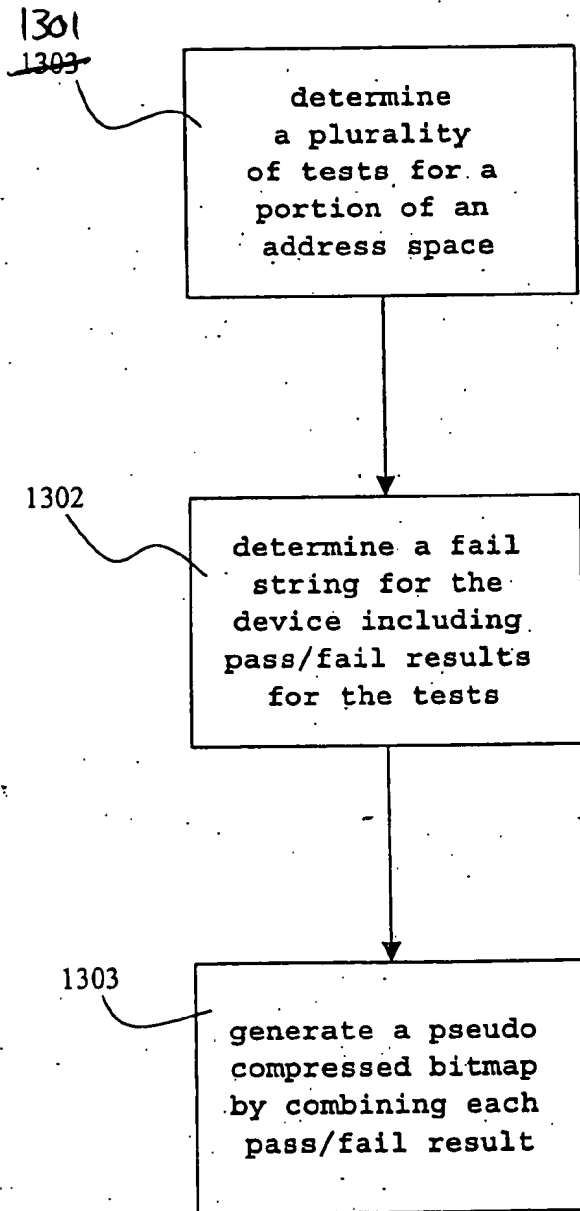 1301
1303
determine
a plurality
of tests for a
portion of an
address space
1302
determine a fail
string for the
device including
pass/fail results
for the tests
1303
generate a pseudo
compressed bitmap
by combining each
pass/fail result